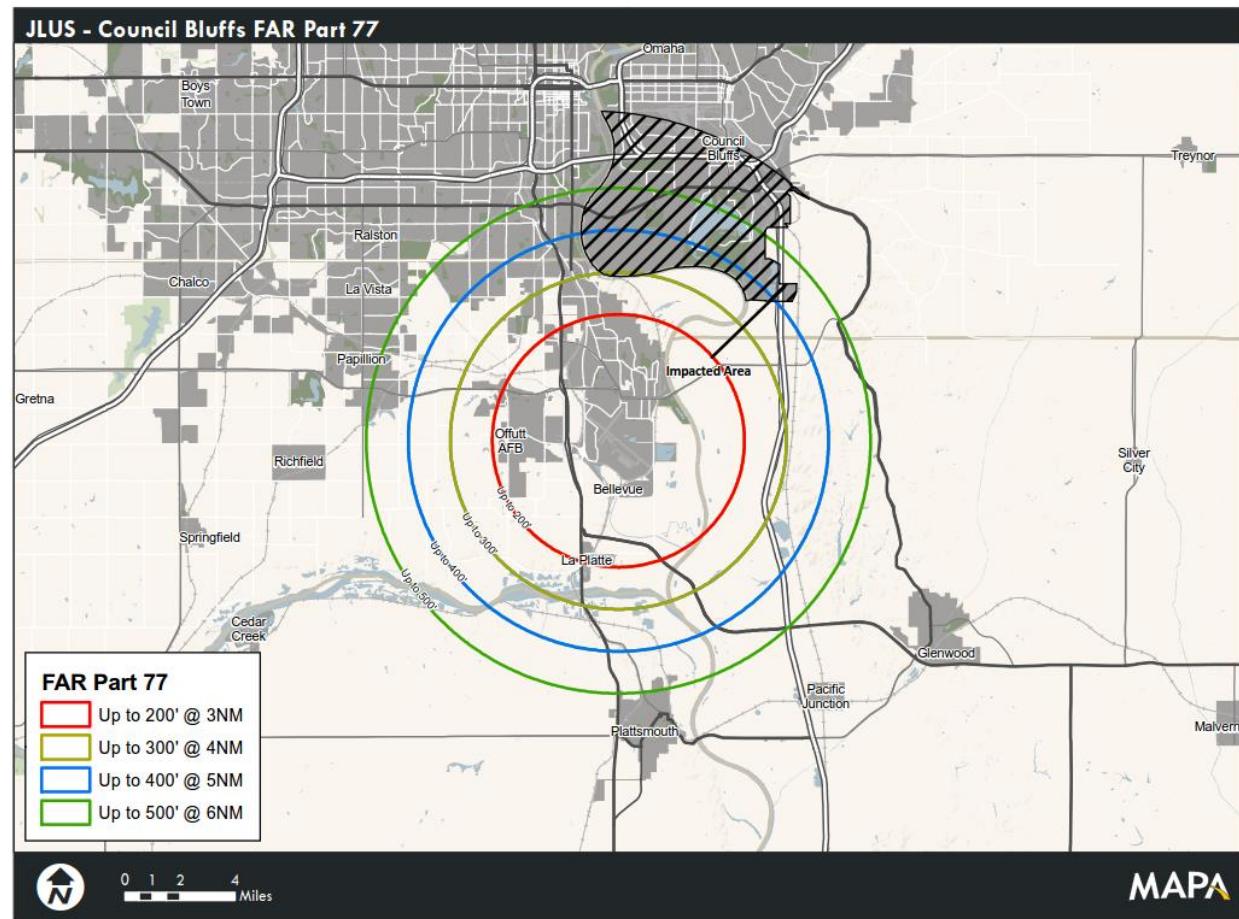 JLUS - Council Bluffs FAR Part 77
Omaha
Boys
Town
Council
Bluffs
Treynor
Ralston
Chalco
La Vista
Papillion
Impacted Area
Gretna
Offutt
AFB
Richfield
Silver
City
Bellevue
Up to 200'
Up to 300'
Springfield
La Platte
Up to 400'
Up to 500'
Cedar
Creek
Glenwood
Pacific
Junction
Plattsmouth
Malvern
FAR Part 77
Up to 200' @ 3NM
Up to 300' @ 4NM
Up to 400' @ 5NM
Up to 500' @ 6NM
N
0 1 2 4
Miles
MAPA